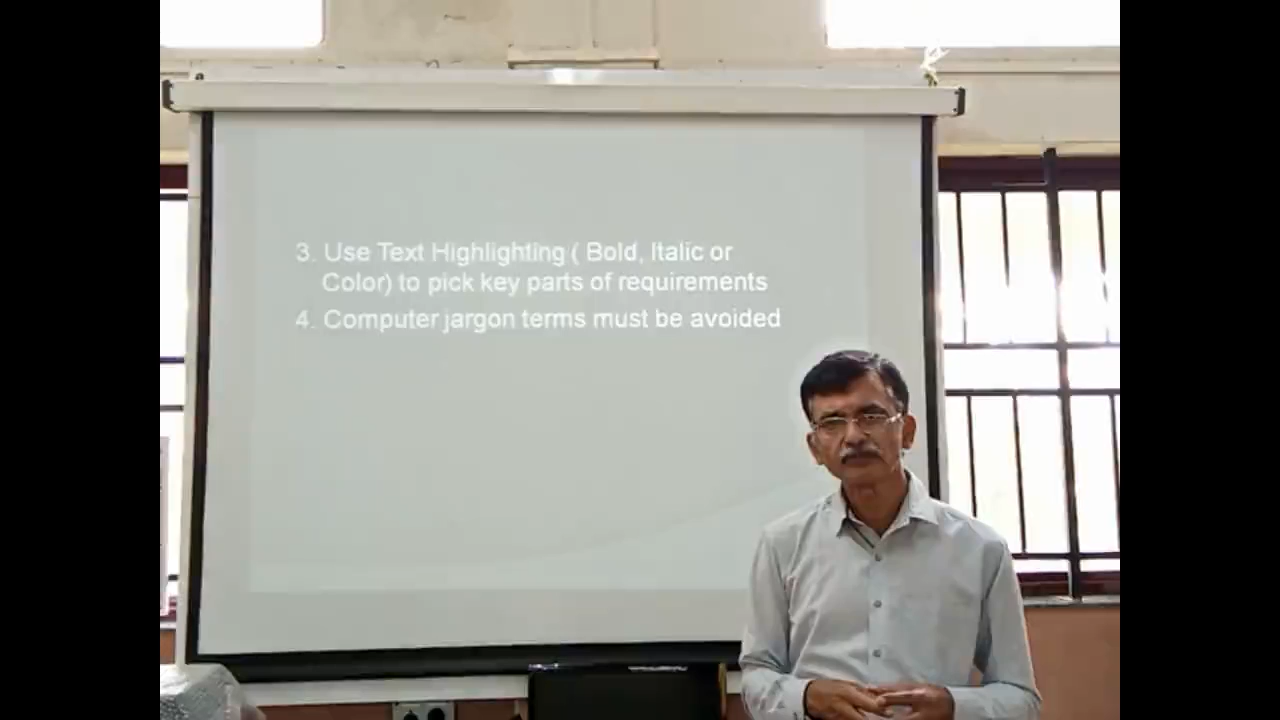 3. Use Text Highlighting ( Bold, Italic or
Color) to pick key parts of requirements
4. Computer jargon terms must be avoided